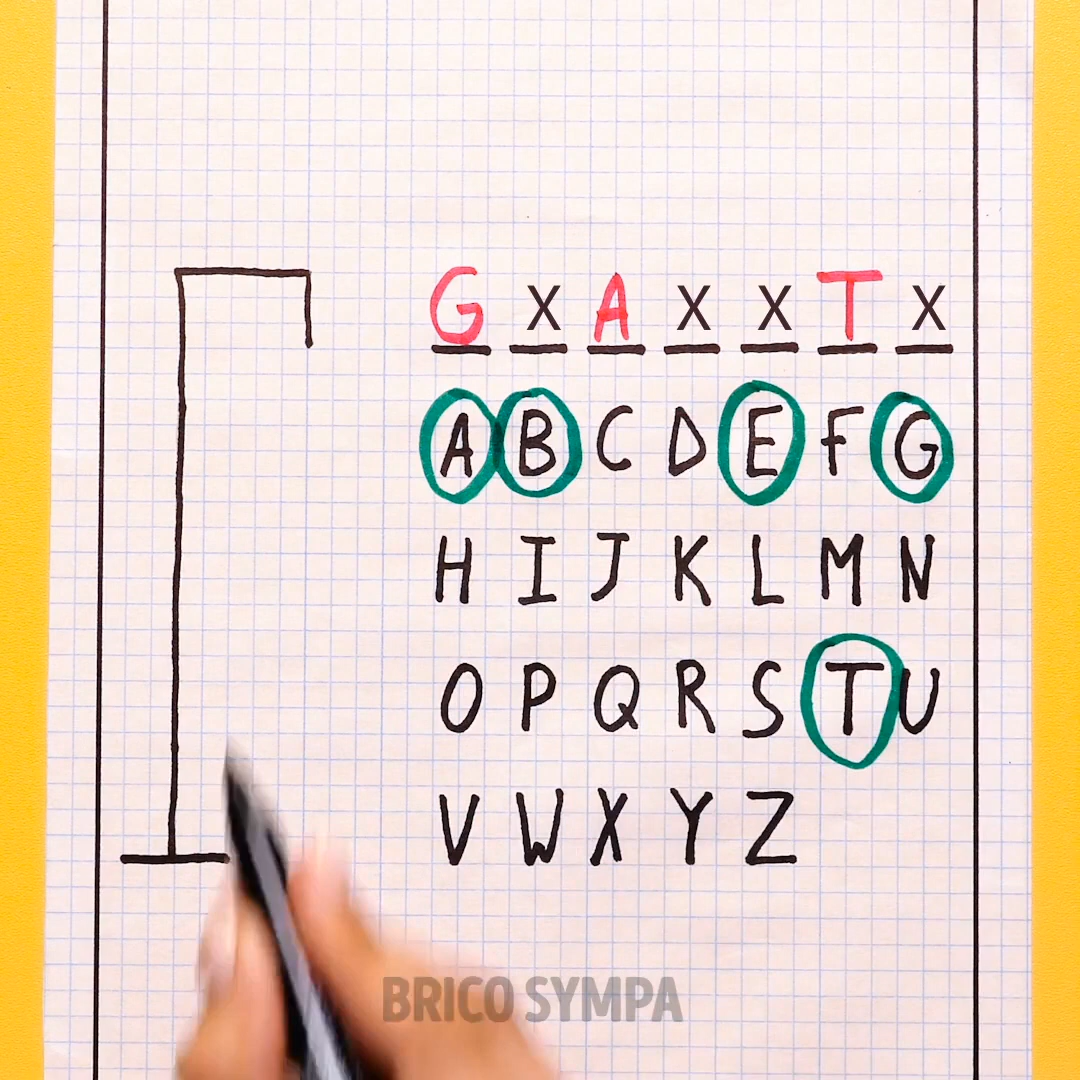 G X A X X T X
A B C D E F G
H I J K L M N
O P Q R S T U
V W X Y Z
BRICO SYMPA